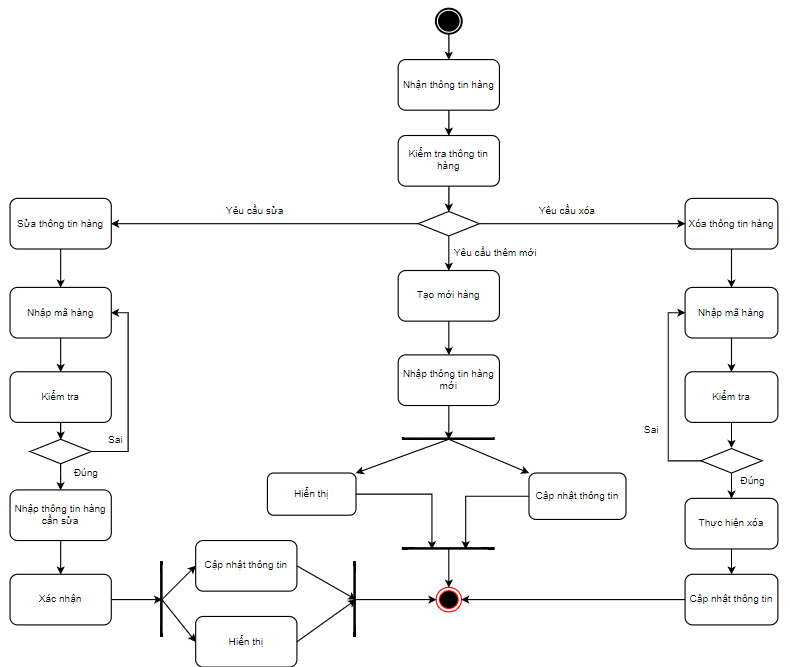 Nhận thông tin hàng
Kiểm tra thông tin
hàng
Yêu cầu sửa
Yêu cầu xóa
Sửa thông tin hàng
Xóa thông tin hàng
Yêu cầu thêm mới
Tạo mới hàng
Nhập mã hàng
Nhập mã hàng
Nhập thông tin hàng
mới
Kiểm tra
Kiểm tra
Sai
Sai
Đúng
Đúng
Hiển thị
Cập nhật thông tin
Nhập thông tin hàng
cần sửa
Thực hiện xóa
Cập nhật thông tin
Xác nhận
Cập nhật thông tin
Hiển thị